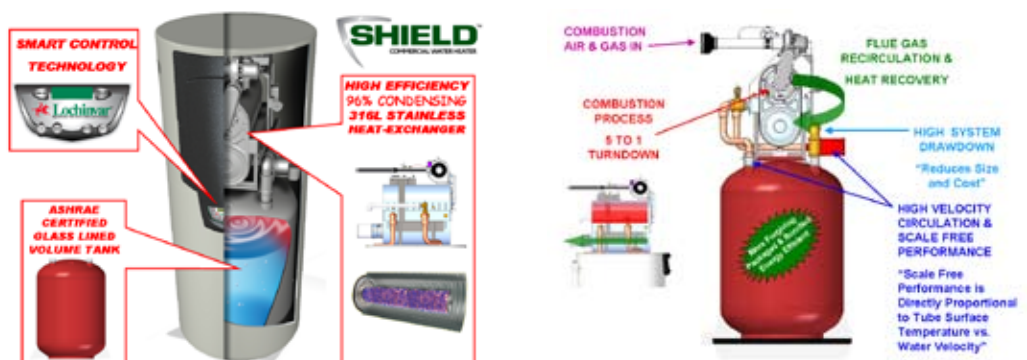 SMART CONTROL
TECHNOLOGY
Lochinvar
SHIELD™
COMMERCIAL WATER HEATER
HIGH EFFICIENCY
96% CONDENSING
316L STAINLESS
HEAT-EXCHANGER
ASHRAE
CERTIFIED
GLASS LINED
VOLUME TANK
COMBUSTION
AIR & GAS IN
FLUE GAS
RECIRCULATION &
HEAT RECOVERY
COMBUSTION
PROCESS
5 TO 1
TURNDOWN
HIGH SYSTEM
DRAWDOWN
"Reduces Size
and Cost"
HIGH VELOCITY
CIRCULATION &
SCALE FREE
PERFORMANCE
"Scale Free
Performance is
Directly Proportional
to Tube Surface
Temperature vs.
Water Velocity"
Energy Efficient